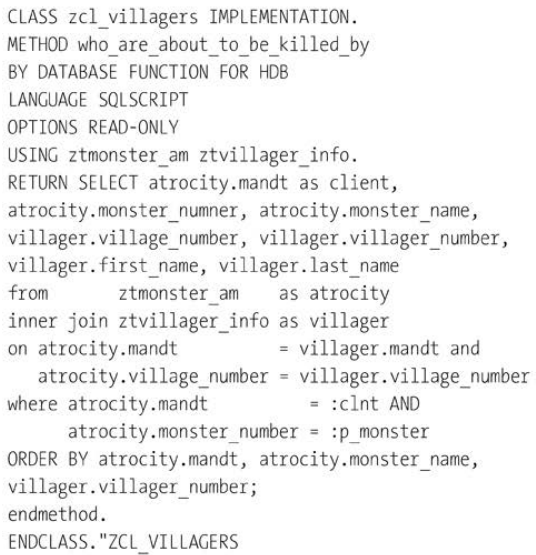 CLASS zcl_villagers IMPLEMENTATION.
METHOD who_are_about_to_be_killed_by
BY DATABASE FUNCTION FOR HDB
LANGUAGE SQLSCRIPT
OPTIONS READ-ONLY
USING ztmonster_am ztvillager_info.
RETURN SELECT atrocity.mandt as client,
atrocity.monster_numner, atrocity.monster_name,
villager.village_number, villager.villager_number,
villager.first_name, villager.last_name
from ztmonster_am as atrocity
inner join ztvillager_info as villager
on atrocity.mandt = villager.mandt and
atrocity.village_number = villager.village_number
where atrocity.mandt = :clnt AND
atrocity.monster_number = :p_monster
ORDER BY atrocity.mandt, atrocity.monster_name,
villager.villager_number;
endmethod.
ENDCLASS."ZCL_VILLAGERS